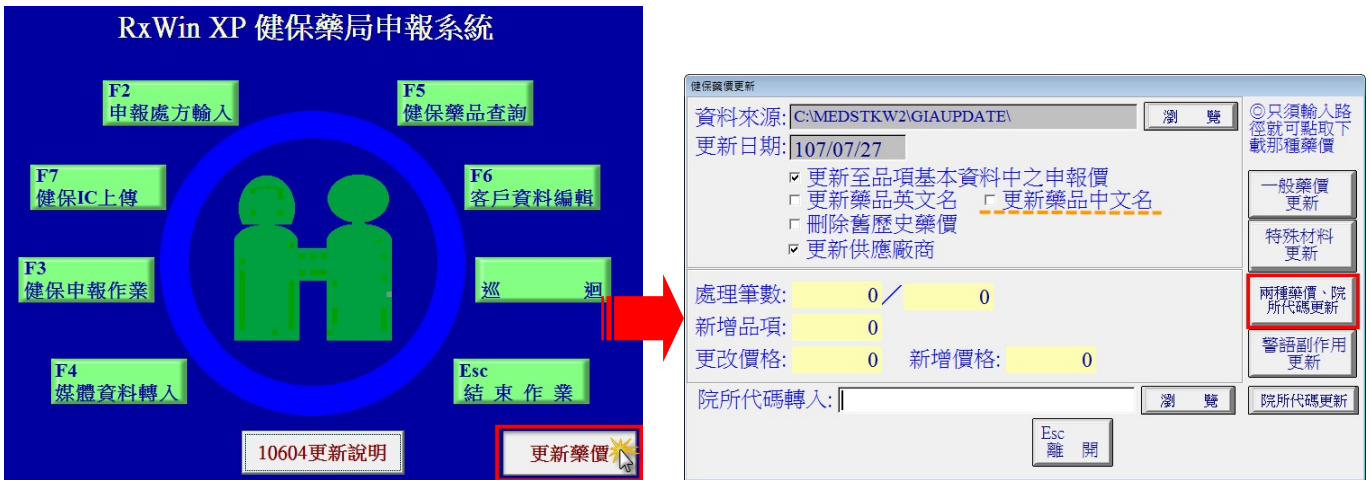 RxWin XP 健保藥局申報系統
F2
申報處方輸入
F5
健保藥品查詢
F7
健保IC上傳
F6
客戶資料編輯
F3
健保申報作業
巡 迴
F4
媒體資料轉入
Esc
結 束 作 業
10604更新說明
更新藥價
健保藥價更新
資料來源: C:\MEDSTKW2\GIAUPDATE\ 瀏 覽
更新日期: 107/07/27
更新至品項基本資料中之申報價
更新藥品英文名 更新藥品中文名
刪除舊歷史藥價
更新供應廠商
◎只須輸入路
徑就可點取下
載那種藥價
一般藥價
更新
特殊材料
更新
兩種藥價、院
所代碼更新
警語副作用
更新
處理筆數: 0/ 0
新增品項: 0
更改價格: 0 新增價格: 0
院所代碼轉入: 瀏 覽 院所代碼更新
Esc
離 開